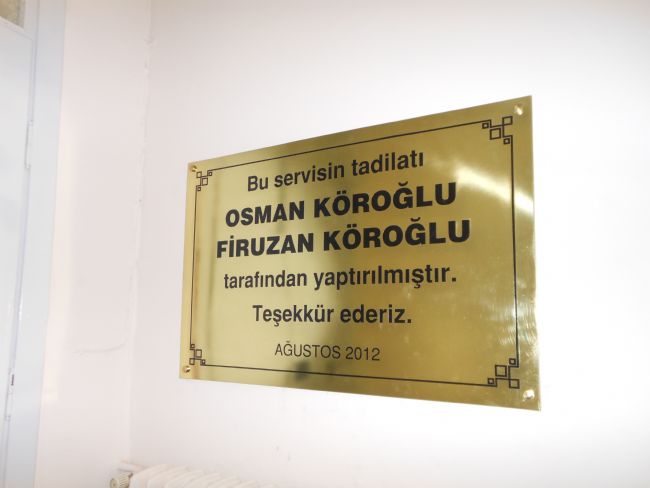 Bu servisin tadilatı
OSMAN KÖROĞLU
FİRUZAN KÖROĞLU
tarafından yaptırılmıştır.
Teşekkür ederiz.
AĞUSTOS 2012